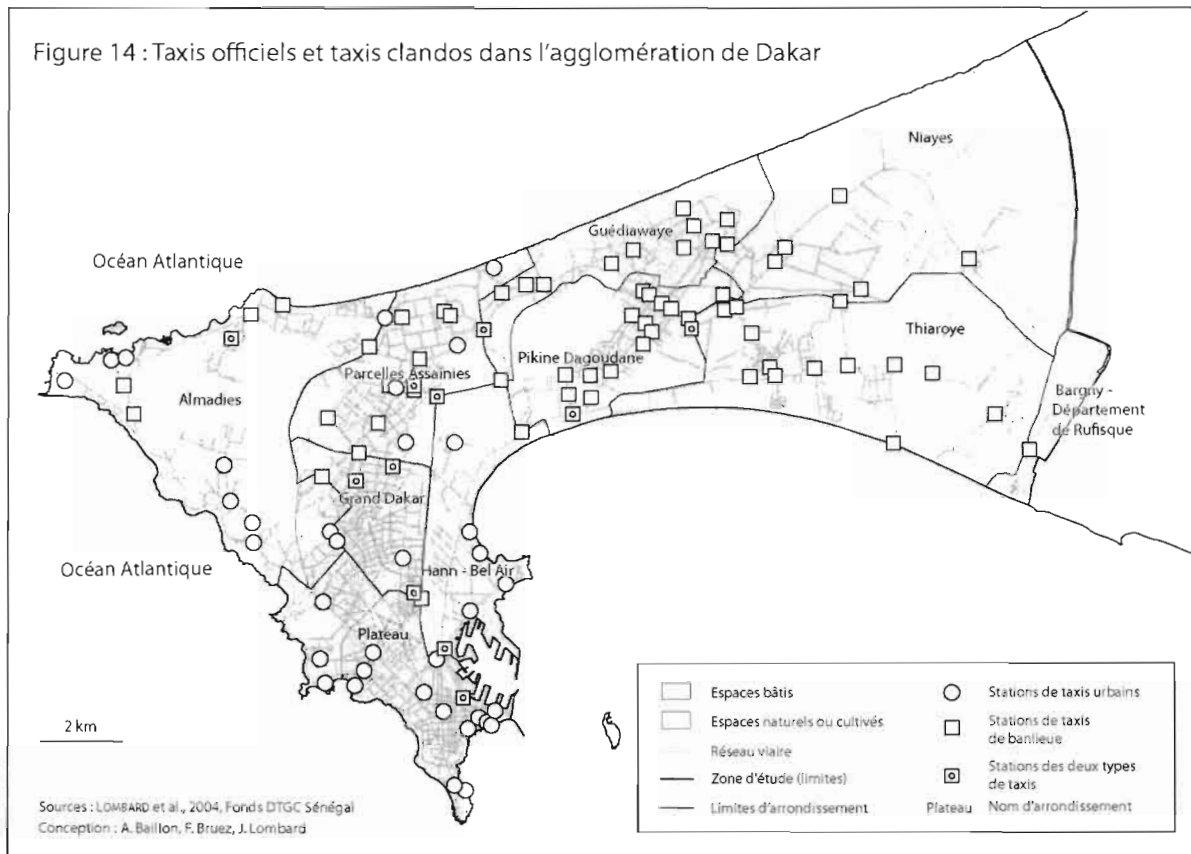 Figure 14 : Taxis officiels et taxis clandos dans l'agglomération de Dakar
Niayes
Guédiawaye
Océan Atlantique
Thiaroye
Pikine Dagoudane
Parcelles Assainies
Almadies
Bargny -
Département
de Rufisque
Grand Dakar
Océan Atlantique
Hann - Bel Air
Plateau
2 km
Espaces bâtis
Espaces naturels ou cultivés
Réseau viaire
Zone d'étude (limites)
Limites d'arrondissement
Stations de taxis urbains
Stations de taxis
de banlieue
Stations des deux types
de taxis
Plateau Nom d'arrondissement
Sources : LOMBARD et al., 2004, Fonds DTGC Sénégal
Conception : A. Baillon, F. Bruez, J. Lombard